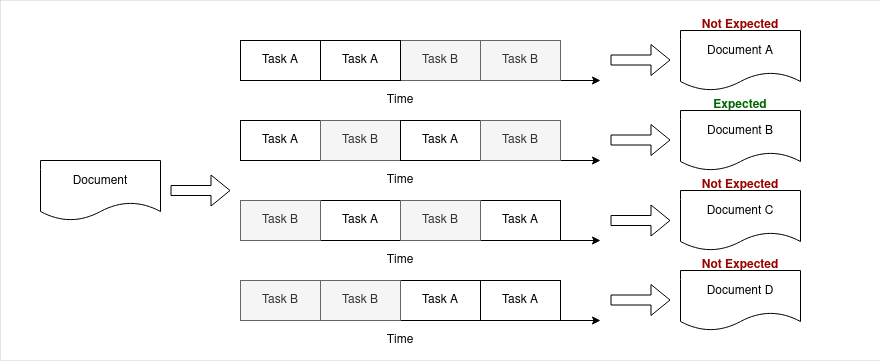 Not Expected
Task A Task A Task B Task B
Document A
Time
Expected
Task A Task B Task A Task B
Document B
Time
Document
Not Expected
Task B Task A Task B Task A
Document C
Time
Not Expected
Task B Task B Task A Task A
Document D
Time